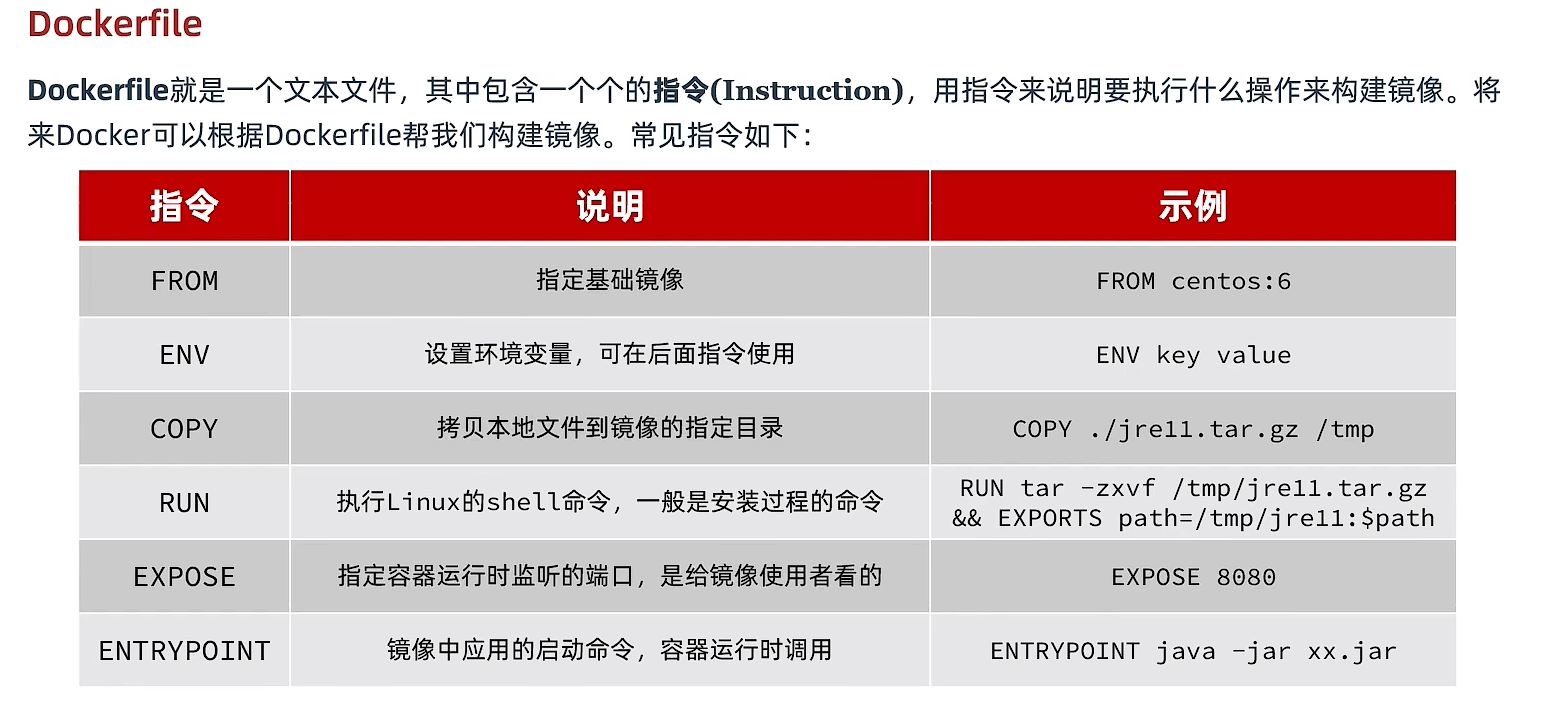 Dockerfile
Dockerfile就是一个文本文件，其中包含一个个的指令(Instruction)，用指令来说明要执行什么操作来构建镜像。将
来Docker可以根据Dockerfile帮我们构建镜像。常见指令如下：
指令 说明 示例
FROM 指定基础镜像 FROM centos:6
ENV 设置环境变量，可在后面指令使用 ENV key value
COPY 拷贝本地文件到镜像的指定目录 COPY ./jre11.tar.gz /tmp
RUN 执行Linux的shell命令，一般是安装过程的命令 RUN tar -zxvf /tmp/jre11.tar.gz
&& EXPORTS path=/tmp/jre11:$path
EXPOSE 指定容器运行时监听的端口，是给镜像使用者看的 EXPOSE 8080
ENTRYPOINT 镜像中应用的启动命令，容器运行时调用 ENTRYPOINT java -jar xx.jar